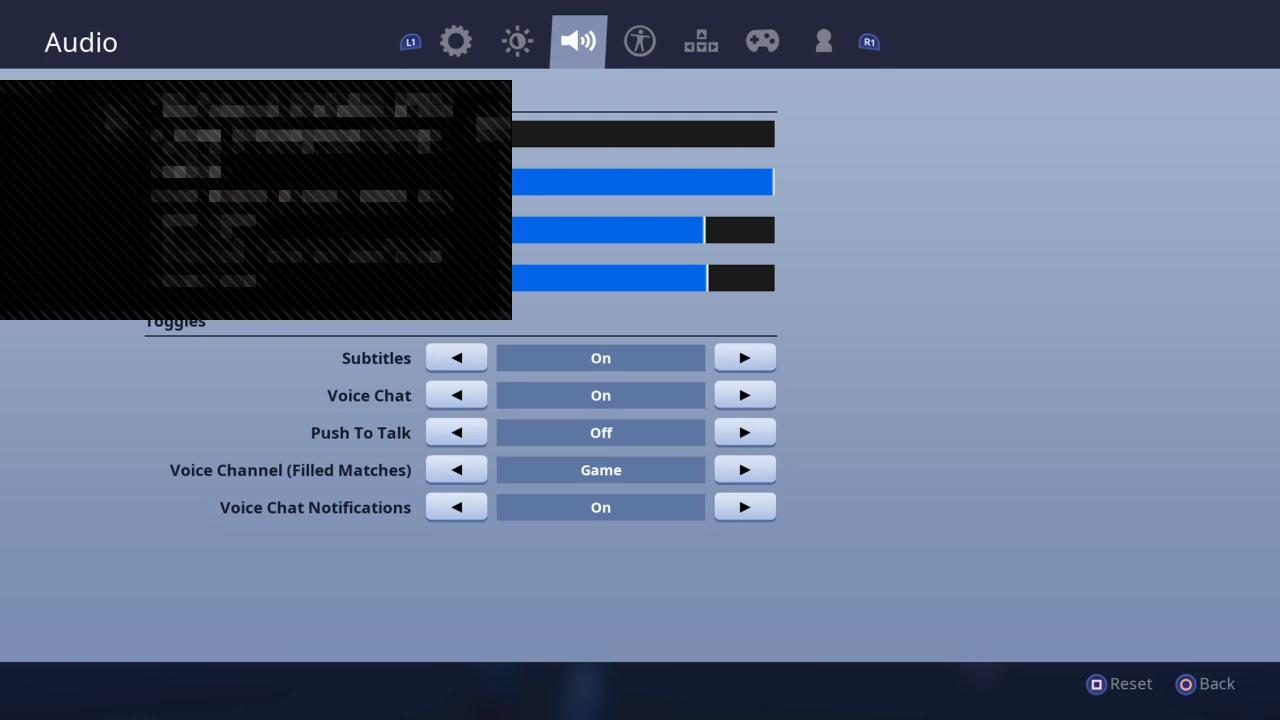 Audio
L1
R1
Toggles
Subtitles On
Voice Chat On
Push To Talk Off
Voice Channel (Filled Matches) Game
Voice Chat Notifications On
Reset Back